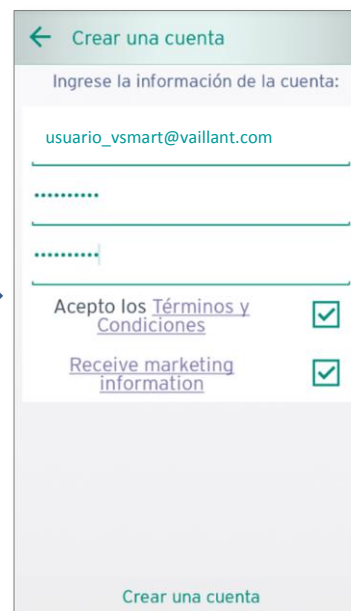 Crear una cuenta
Ingrese la información de la cuenta:
usuario_vsmart@vaillant.com
••••••••••
••••••••••
Acepto los Términos y
Condiciones
Receive marketing
information
Crear una cuenta